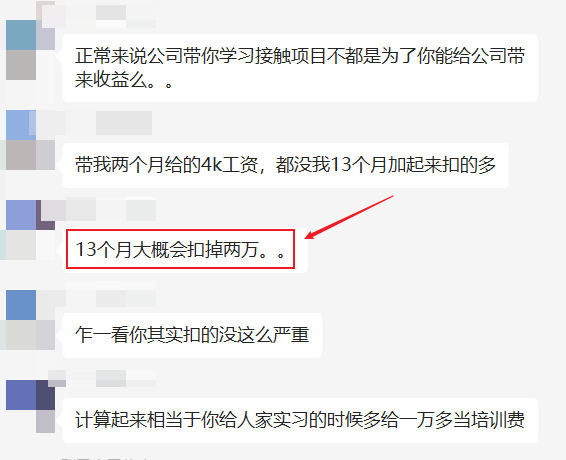 正常来说公司带你学习接触项目不都是为了你能给公司带
来收益么。。
带我两个月给的4k工资，都没我13个月加起来扣的多
13个月大概会扣掉两万。。
乍一看你其实扣的没这么严重
计算起来相当于你给人家实习的时候多给一万多当培训费